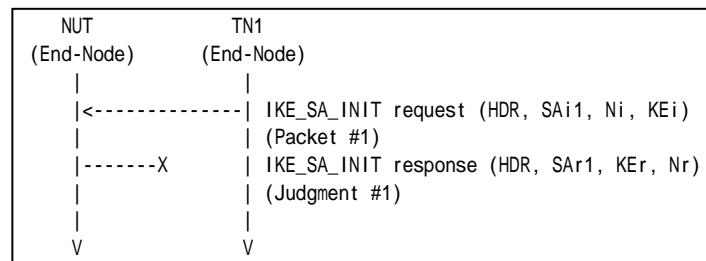 NUT TN1
(End-Node) (End-Node)
| |
|<--------------| IKE_SA_INIT request (HDR, SAi1, Ni, KEi)
| | (Packet #1)
|-------X | IKE_SA_INIT response (HDR, SAr1, KEr, Nr)
| | (Judgment #1)
| |
V V